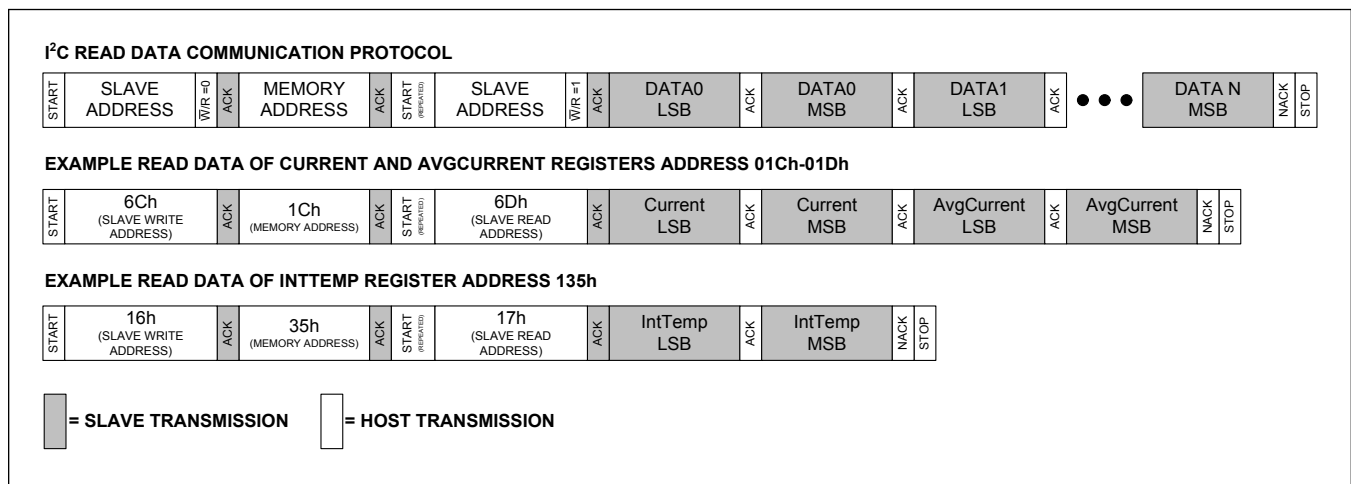 I²C READ DATA COMMUNICATION PROTOCOL
START SLAVE ADDRESS W̅/R =0 ACK MEMORY ADDRESS ACK START (REPEATED) SLAVE ADDRESS W̅/R =1 ACK DATA0 LSB ACK DATA0 MSB ACK DATA1 LSB ACK ●●● DATA N MSB NACK STOP
EXAMPLE READ DATA OF CURRENT AND AVGCURRENT REGISTERS ADDRESS 01Ch-01Dh
START 6Ch (SLAVE WRITE ADDRESS) ACK 1Ch (MEMORY ADDRESS) ACK START (REPEATED) 6Dh (SLAVE READ ADDRESS) ACK Current LSB ACK Current MSB ACK AvgCurrent LSB ACK AvgCurrent MSB NACK STOP
EXAMPLE READ DATA OF INTTEMP REGISTER ADDRESS 135h
START 16h (SLAVE WRITE ADDRESS) ACK 35h (MEMORY ADDRESS) ACK START (REPEATED) 17h (SLAVE READ ADDRESS) ACK IntTemp LSB ACK IntTemp MSB NACK STOP
= SLAVE TRANSMISSION = HOST TRANSMISSION